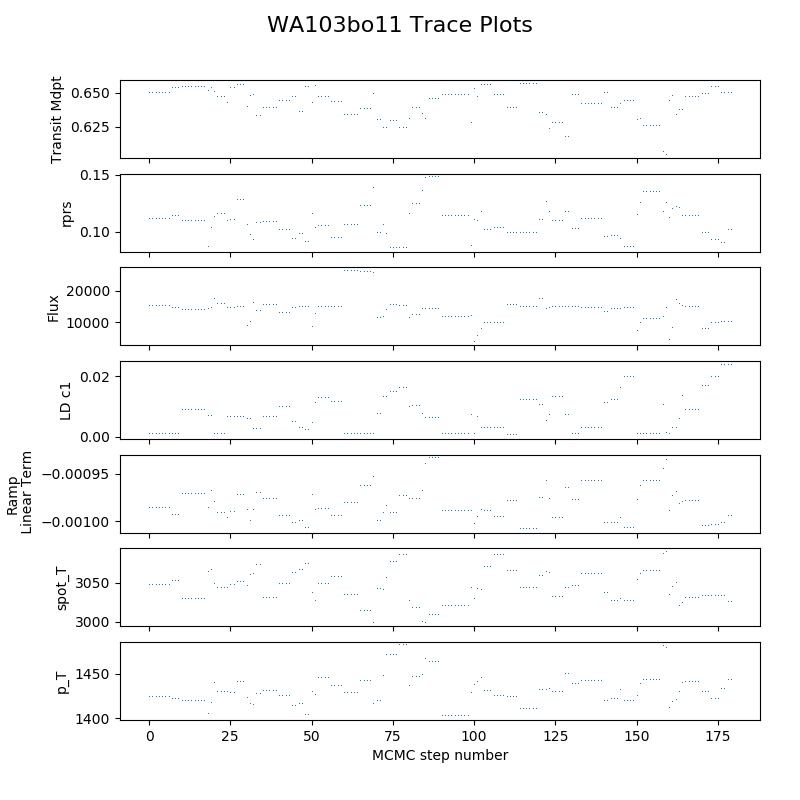 WA103bo11 Trace Plots
Transit Mdpt
0.650
0.625
rprs
0.15
0.10
Flux
20000
10000
LD c1
0.02
0.00
Ramp
Linear Term
−0.00095
−0.00100
spot_T
3050
3000
p_T
1450
1400
0 25 50 75 100 125 150 175
MCMC step number